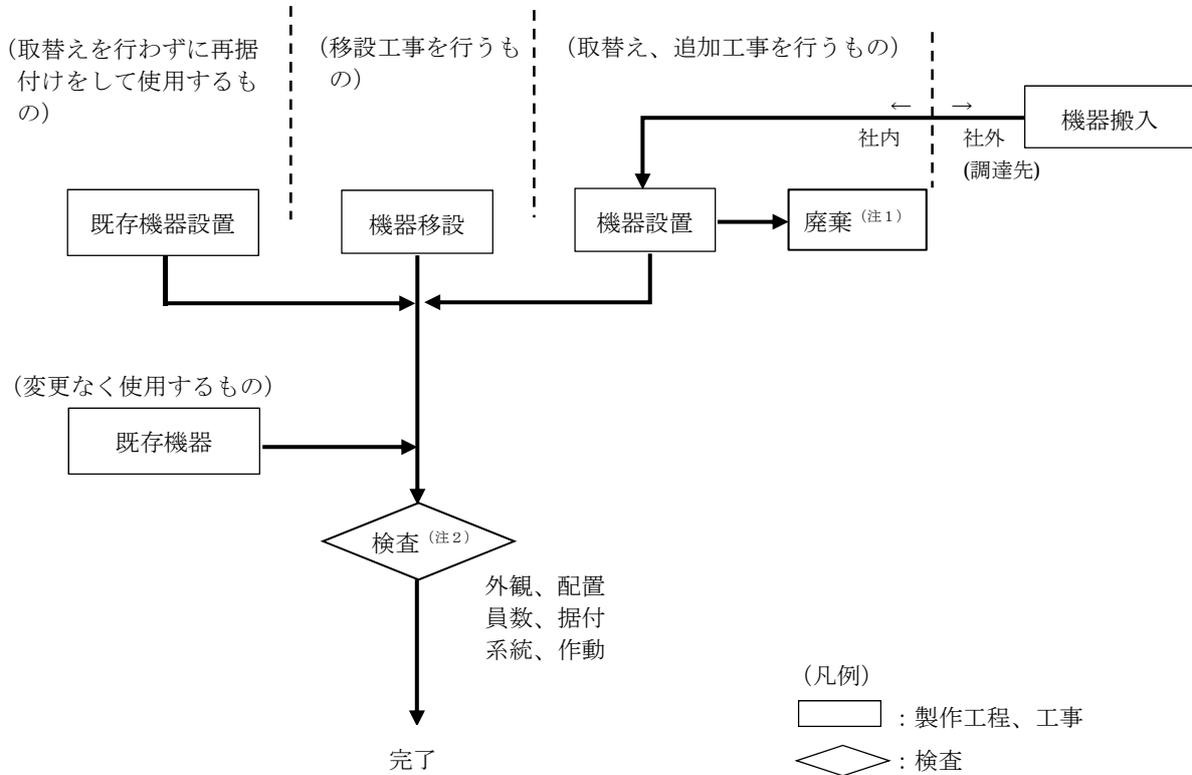 （取替えを行わずに再据
付けをして使用するも
の）
（移設工事を行うも
の）
（取替え、追加工事を行うもの）
← →
社内
社外
(調達先)
機器搬入
既存機器設置
機器移設
機器設置
廃棄（注１）
（変更なく使用するもの）
既存機器
検査（注２）
外観、配置
員数、据付
系統、作動
完了
（凡例）
：製作工程、工事
：検査